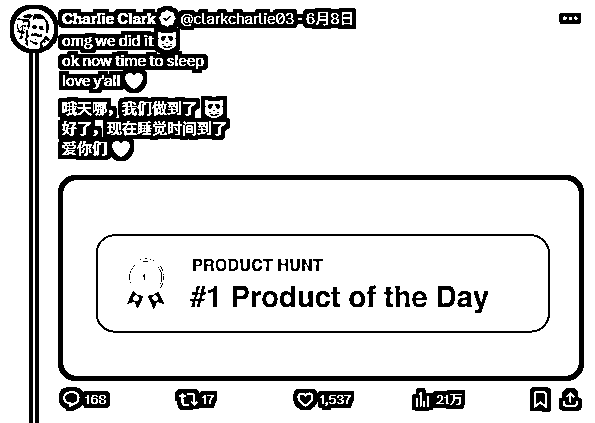 Charlie Clark @clarkcharlie03 · 6月8日
omg we did it
ok now time to sleep
love y'all
哦天哪，我们做到了
好了，现在睡觉时间到了
爱你们
1
PRODUCT HUNT
#1 Product of the Day
168 17 1,537 21万